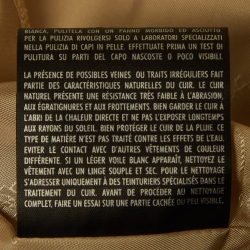 BIANCA, PULITELA CON UN PANNO MORBIDO ED ASCIUTTO
PER LA PULIZIA RIVOLGERSI SOLO A LABORATORI SPECIALIZZATI
NELLA PULIZIA DI CAPI IN PELLE. EFFETTUATE PRIMA UN TEST DI
PULITURA SU PARTI DEL CAPO NASCOSTE O POCO VISIBILI.
LA PRÉSENCE DE POSSIBLES VEINES OU TRAITS IRRÉGULIERS FAIT
PARTIE DES CARACTÉRISTIQUES NATURELLES DU CUIR. LE CUIR
NATURE PRÉSENTE UNE RÉSISTANCE TRÈS FAIBLE À L'ABRASION,
AUX ÉGRATIGNURES ET AUX FROTTEMENTS. BIEN GARDER LE CUIR A
L'ABRI DE LA CHALEUR DIRECTE ET NE PAS L'EXPOSER LONGTEMPS
AUX RAYONS DU SOLEIL. BIEN PROTÉGER LE CUIR DE LA PLUIE. CE
TYPE DE MATIÈRE N'EST PAS TRAITÉ CONTRE LES EFFETS DE L'EAU.
EVITER LE CONTACT AVEC D'AUTRES VÊTEMENTS DE COULEUR
DIFFÉRENTE. SI UN LÉGER VOILE BLANC APPARAÎT, NETTOYEZ LE
VÊTEMENT AVEC UN LINGE SOUPLE ET SEC. POUR LE NETTOYAGE
S'ADRESSER UNIQUEMENT À DES TEINTURIERS SPÉCIALISÉS DANS LE
TRAITEMENT DU CUIR. AVANT DE PROCÉDER AU NETTOYAGE
COMPLET, FAIRE UN ESSAI SUR UNE PARTIE CACHÉE OU PEU VISIBLE.